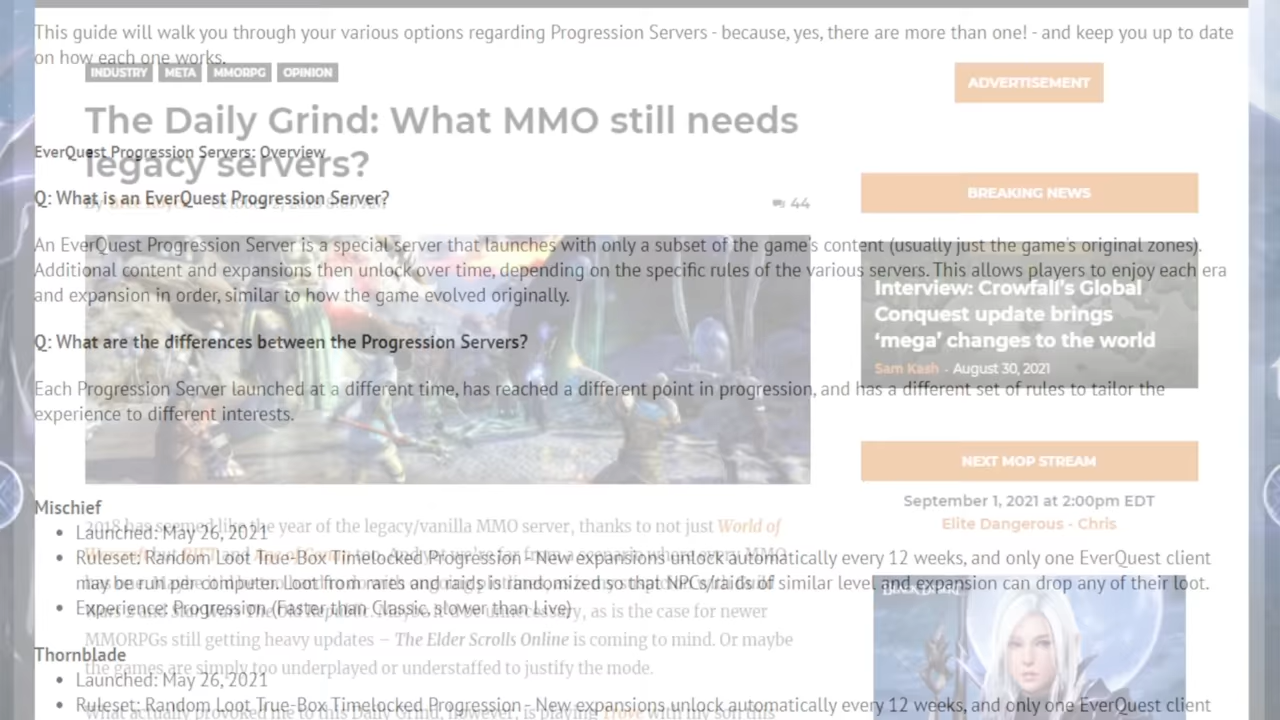 This guide will walk you through your various options regarding Progression Servers - because, yes, there are more than one! - and keep you up to date
on how each one works.
INDUSTRY META MMORPG OPINION
ADVERTISEMENT
The Daily Grind: What MMO still needs
legacy servers?
EverQuest Progression Servers: Overview
Q: What is an EverQuest Progression Server?
44
BREAKING NEWS
An EverQuest Progression Server is a special server that launches with only a subset of the game's content (usually just the game's original zones).
Additional content and expansions then unlock over time, depending on the specific rules of the various servers. This allows players to enjoy each era
and expansion in order, similar to how the game evolved originally.
Interview: Crowfall's Global
Conquest update brings
'mega' changes to the world
Sam Kash - August 30, 2021
Q: What are the differences between the Progression Servers?
Each Progression Server launched at a different time, has reached a different point in progression, and has a different set of rules to tailor the
experience to different interests.
NEXT MOP STREAM
September 1, 2021 at 2:00pm EDT
Elite Dangerous - Chris
Mischief
2018 has seemed like the year of the legacy/vanilla MMO server, thanks to not just World of
• Launched: May 26, 2021
• Ruleset: Random Loot True-Box Timelocked Progression - New expansions unlock automatically every 12 weeks, and only one EverQuest client
may be run per computer. Loot from rares and raids is randomized so that NPCs/raids of similar level and expansion can drop any of their loot.
• Experience: Progression (Faster than Classic, slower than Live)
unnecessary, as is the case for newer
MMORPGs still getting heavy updates – The Elder Scrolls Online is coming to mind. Or maybe
the games are simply too underplayed or understaffed to justify the mode.
Thornblade
• Launched: May 26, 2021
• Ruleset: Random Loot True-Box Timelocked Progression - New expansions unlock automatically every 12 weeks, and only one EverQuest client
What actually provoked me to this Daily Grind, however, is playing Trove with my son this
BLACK DESERT